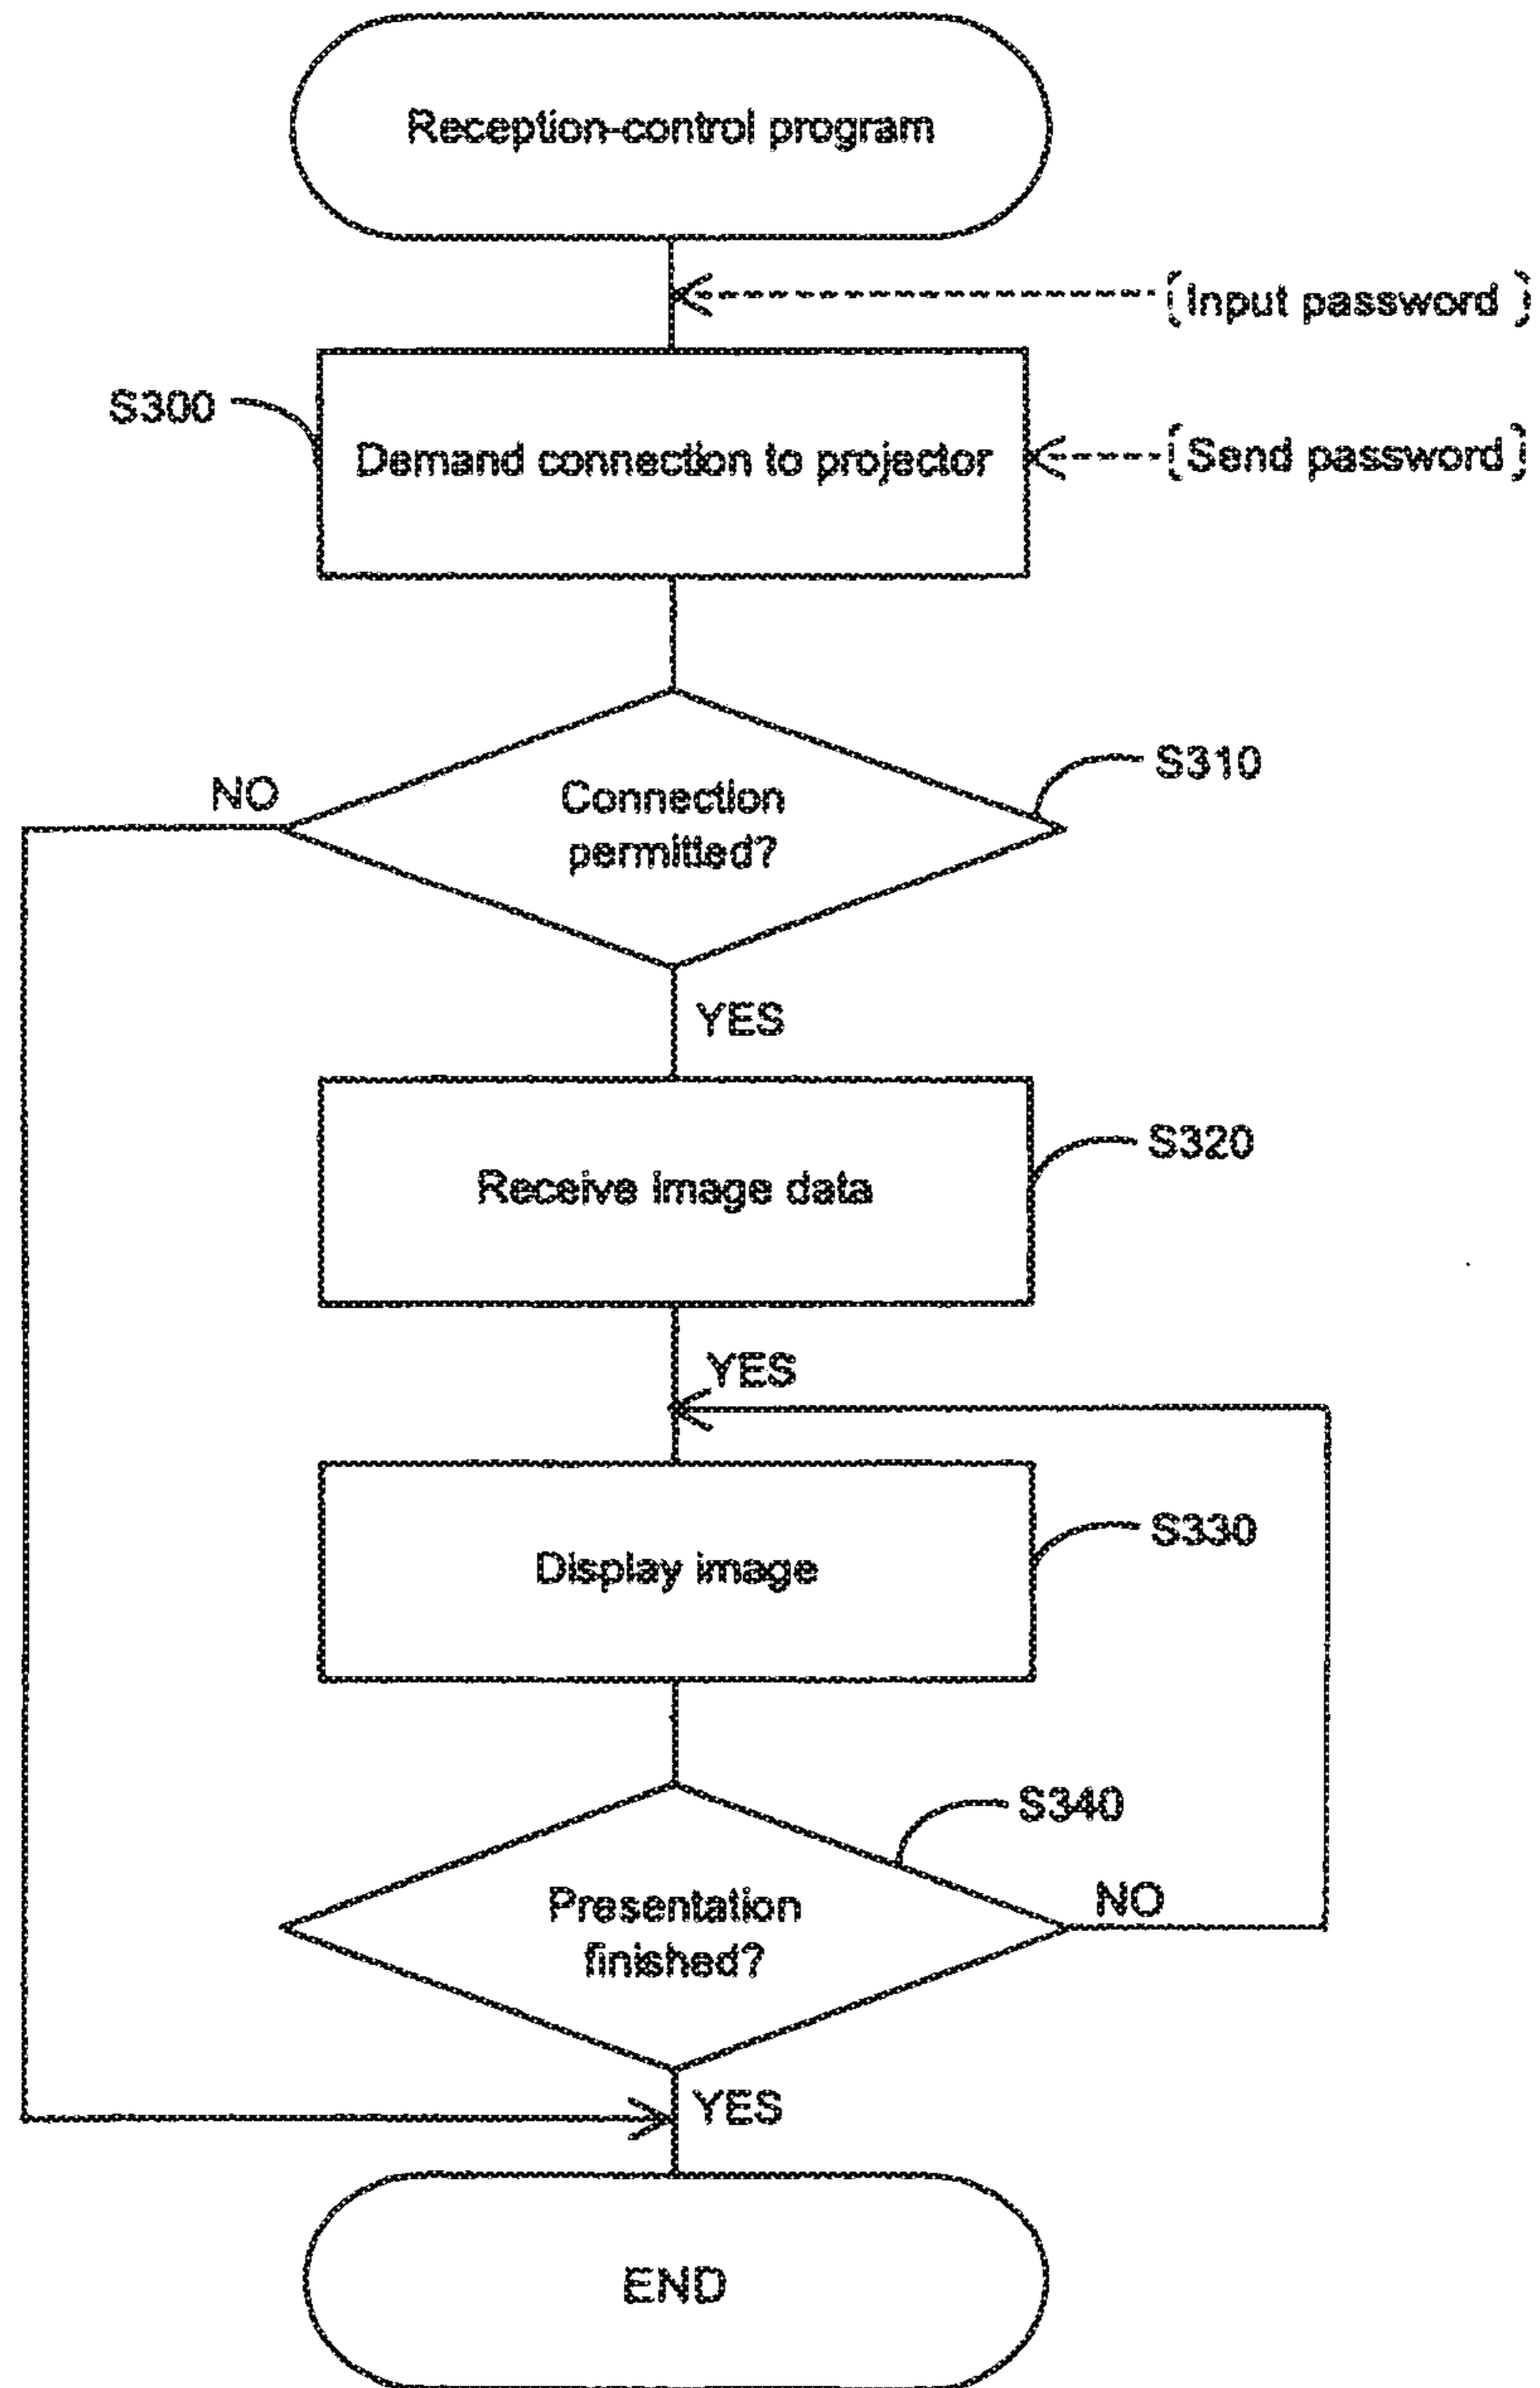 Reception-control program
[Input password]
S300
Demand connection to projector
[Send password]
S310
NO
Connection
permitted?
YES
S320
Receive image data
YES
S330
Display image
S340
NO
Presentation
finished?
YES
END